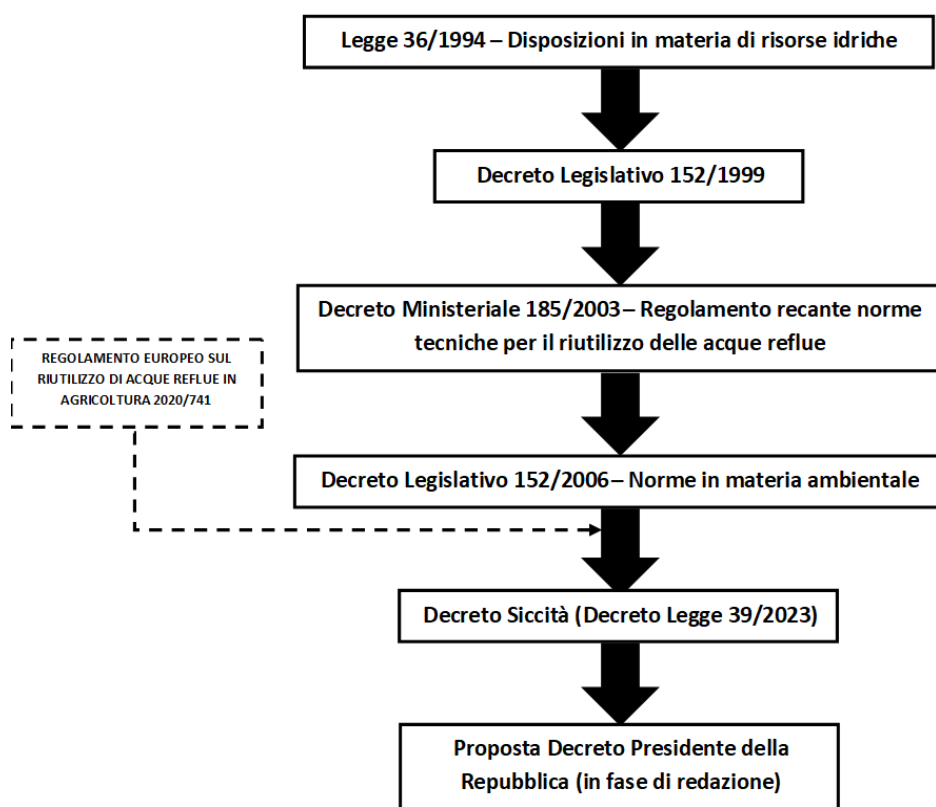 Legge 36/1994 – Disposizioni in materia di risorse idriche
Decreto Legislativo 152/1999
Decreto Ministeriale 185/2003 – Regolamento recante norme
tecniche per il riutilizzo delle acque reflue
REGOLAMENTO EUROPEO SUL
RIUTILIZZO DI ACQUE REFLUE IN
AGRICOLTURA 2020/741
Decreto Legislativo 152/2006 – Norme in materia ambientale
Decreto Siccità (Decreto Legge 39/2023)
Proposta Decreto Presidente della
Repubblica (in fase di redazione)